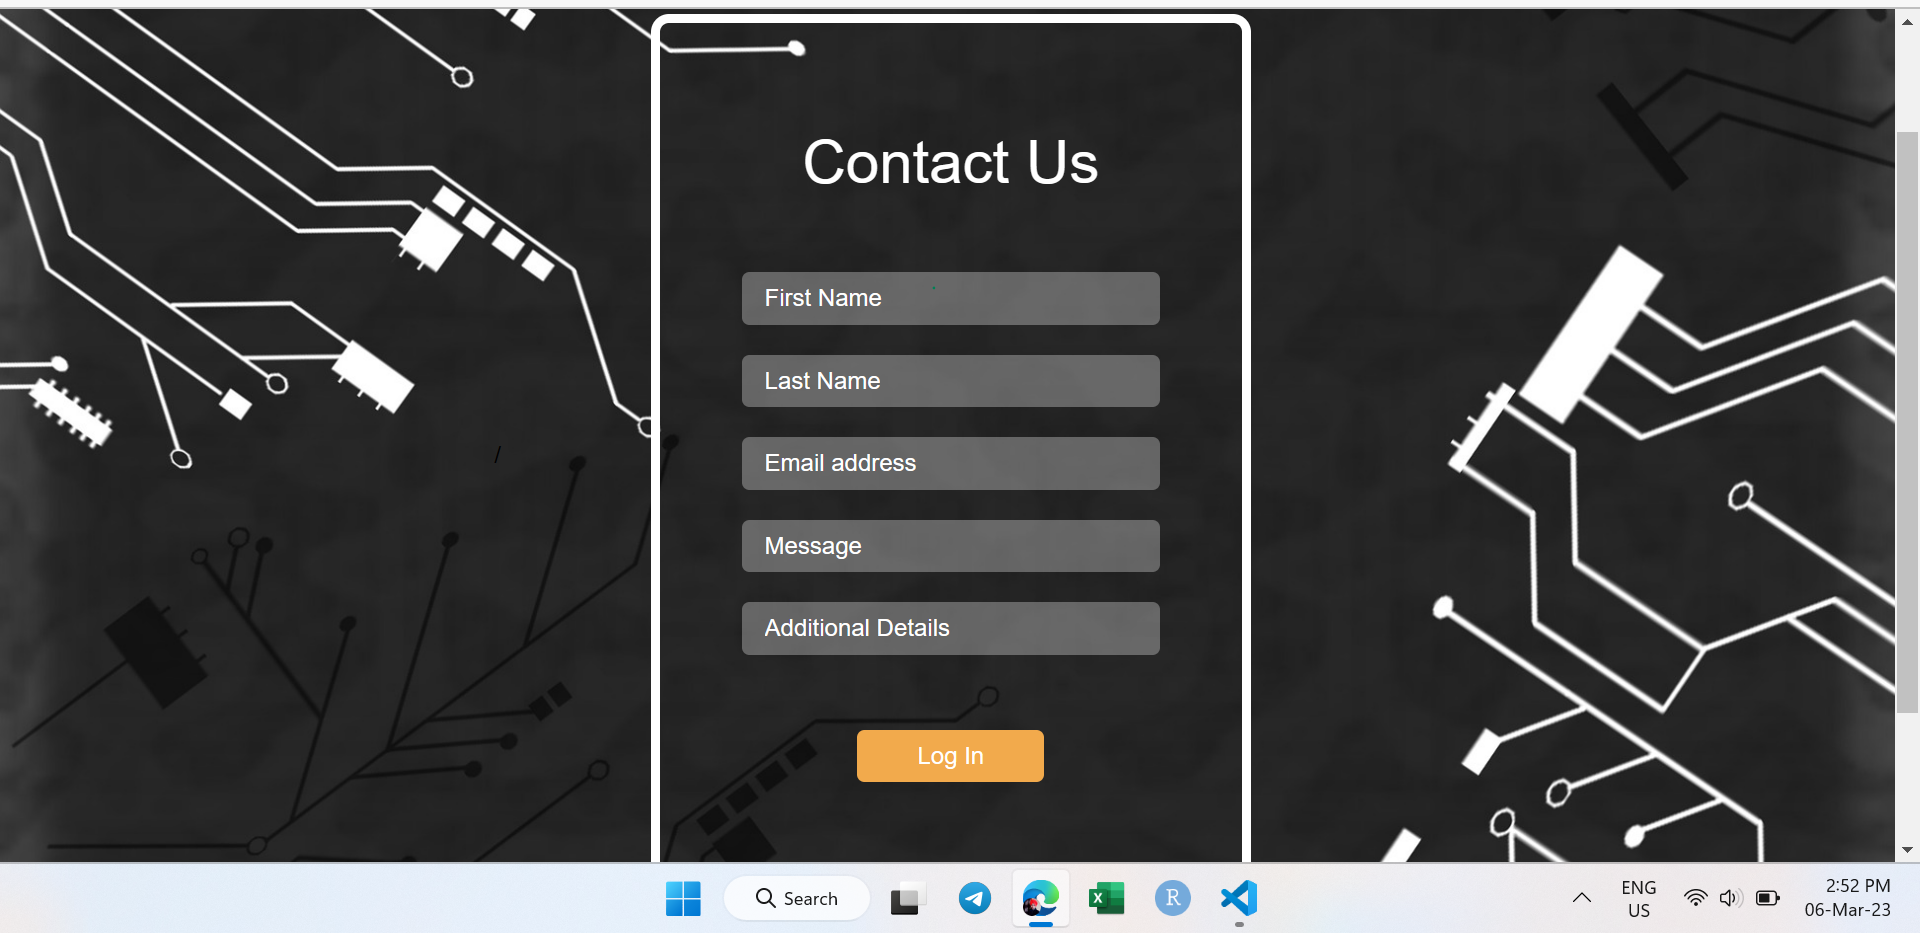 Contact Us
First Name
Last Name
Email address
Message
Additional Details
Log In
Search
X
R
ENG
US
2:52 PM
06-Mar-23